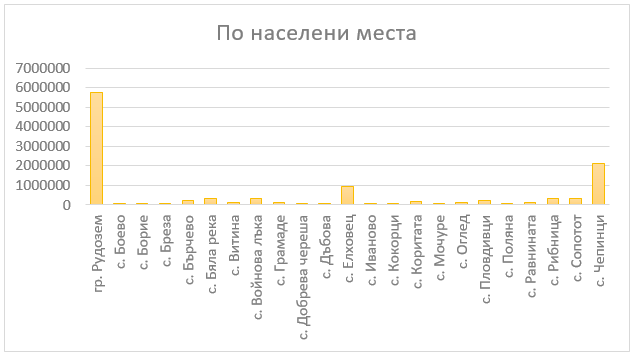 По населени места
7000000
6000000
5000000
4000000
3000000
2000000
1000000
0
гр. Рудозем
с. Боево
с. Борие
с. Бреза
с. Бърчево
с. Бяла река
с. Витина
с. Войнова лъка
с. Грамаде
с. Добрева череша
с. Дъбова
с. Елховец
с. Иваново
с. Кокорци
с. Коритата
с. Мочуре
с. Оглед
с. Пловдивци
с. Поляна
с. Равнината
с. Рибница
с. Сопотот
с. Чепинци